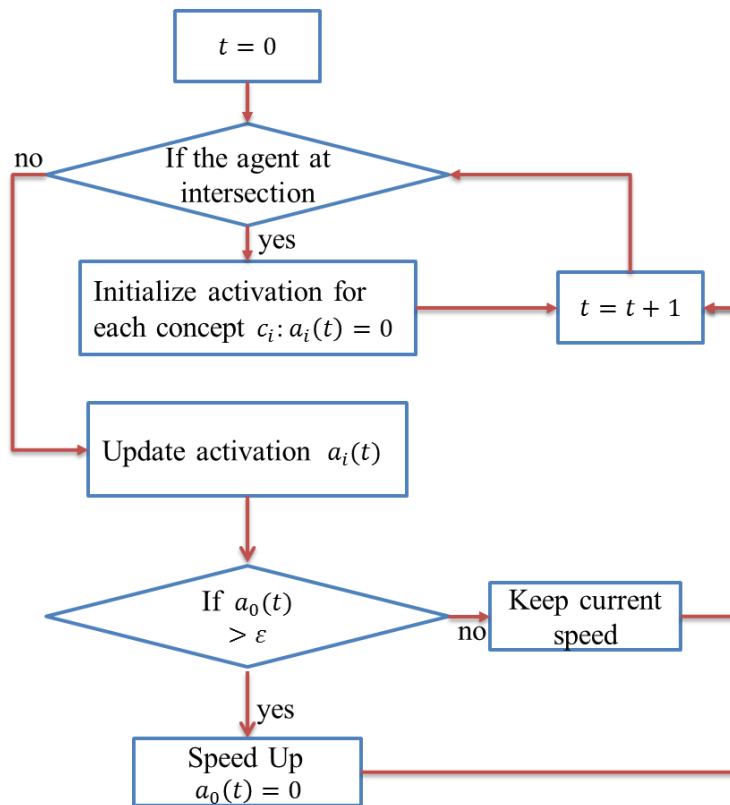 t = 0
no
If the agent at
intersection
yes
Initialize activation for
each concept c_i: a_i(t) = 0
t = t + 1
Update activation a_i(t)
If a_0(t)
> ε
no
Keep current
speed
yes
Speed Up
a_0(t) = 0